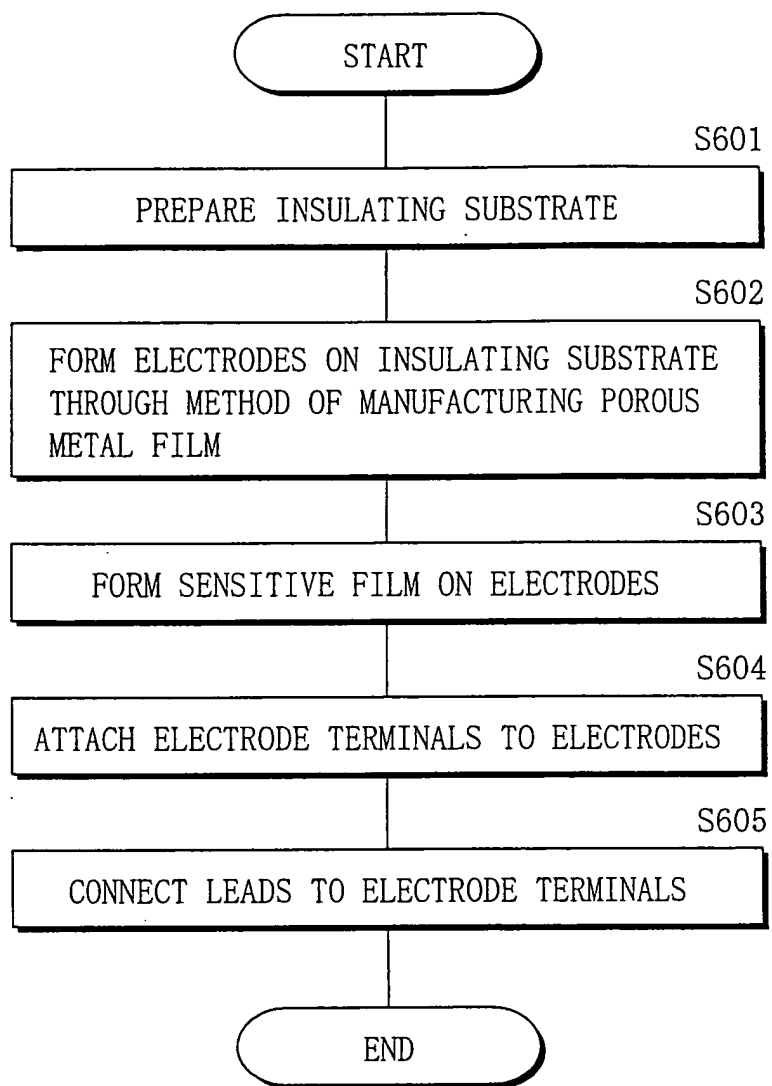 START
S601
PREPARE INSULATING SUBSTRATE
S602
FORM ELECTRODES ON INSULATING SUBSTRATE
THROUGH METHOD OF MANUFACTURING POROUS
METAL FILM
S603
FORM SENSITIVE FILM ON ELECTRODES
S604
ATTACH ELECTRODE TERMINALS TO ELECTRODES
S605
CONNECT LEADS TO ELECTRODE TERMINALS
END